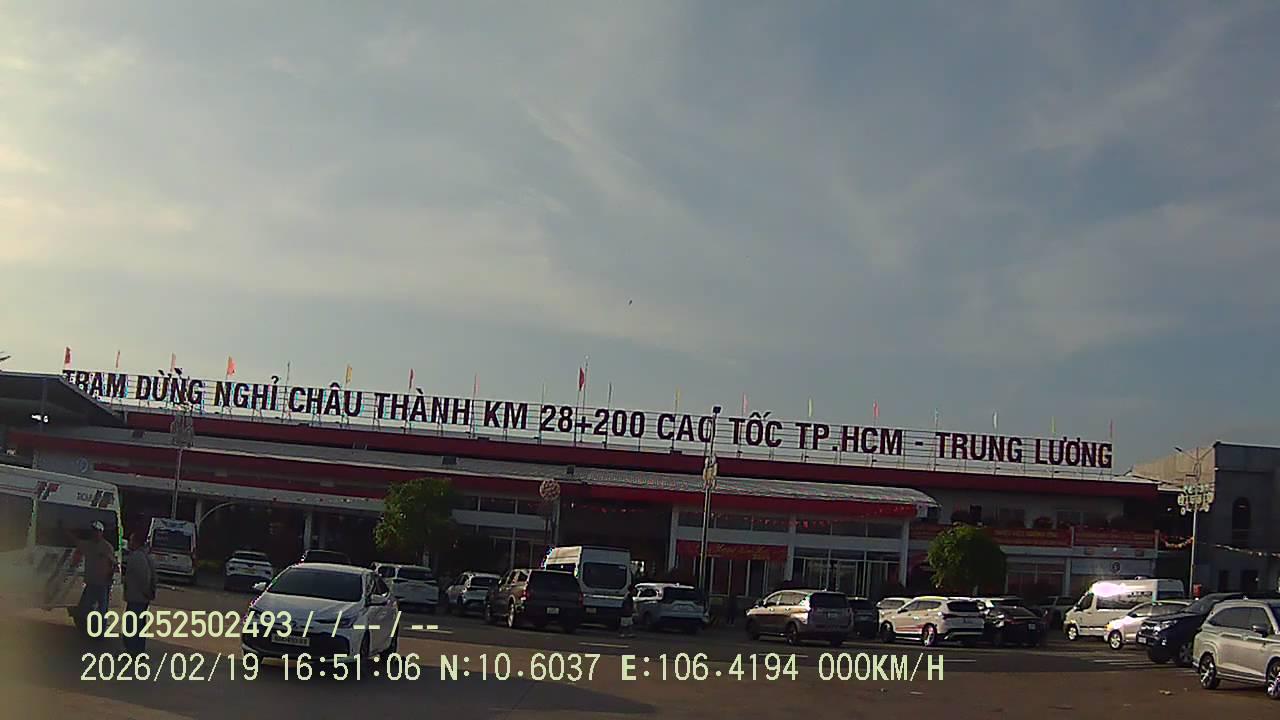 TRẠM DỪNG NGHỈ CHÂU THÀNH KM 28+200 CAO TỐC TP.HCM - TRUNG LƯƠNG
020252502493/ / -- / --
2026/02/19 16:51:06 N:10.6037 E:106.4194 000KM/H